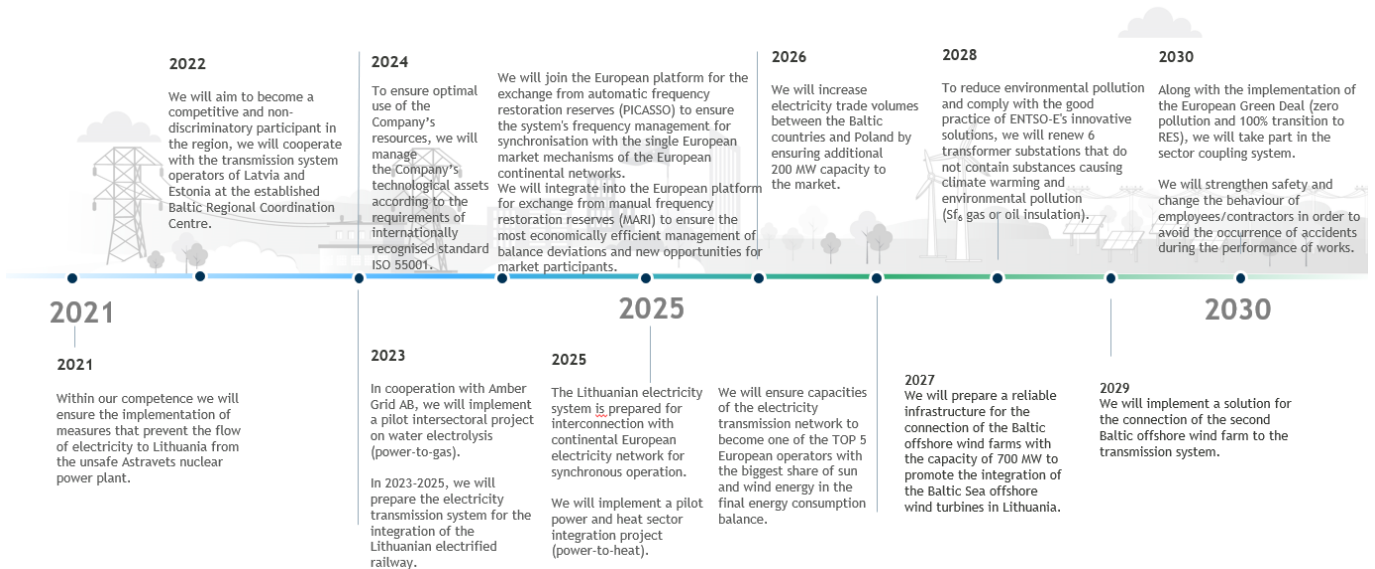 2022
We will aim to become a
competitive and non-
discriminatory participant in
the region, we will cooperate
with the transmission system
operators of Latvia and
Estonia at the established
Baltic Regional Coordination
Centre.
2024
To ensure optimal
use of the
Company's
resources, we will
manage
the Company's
technological assets
according to the
requirements of
internationally
recognised standard
ISO 55001.
We will join the European platform for the
exchange from automatic frequency
restoration reserves (PICASSO) to ensure
the system's frequency management for
synchronisation with the single European
market mechanisms of the European
continental networks.
We will integrate into the European platform
for exchange from manual frequency
restoration reserves (MARI) to ensure the
most economically efficient management of
balance deviations and new opportunities for
market participants.
2026
We will increase
electricity trade volumes
between the Baltic
countries and Poland by
ensuring additional
200 MW capacity to
the market.
2028
To reduce environmental pollution
and comply with the good
practice of ENTSO-E's innovative
solutions, we will renew 6
transformer substations that do
not contain substances causing
climate warming and
environmental pollution
(Sf₆ gas or oil insulation).
2030
Along with the implementation of
the European Green Deal (zero
pollution and 100% transition to
RES), we will take part in the
sector coupling system.
We will strengthen safety and
change the behaviour of
employees/contractors in order to
avoid the occurrence of accidents
during the performance of works.
2021
2025
2030
2021
Within our competence we will
ensure the implementation of
measures that prevent the flow
of electricity to Lithuania from
the unsafe Astravets nuclear
power plant.
2023
In cooperation with Amber
Grid AB, we will implement
a pilot intersectoral project
on water electrolysis
(power-to-gas).
In 2023-2025, we will
prepare the electricity
transmission system for the
integration of the
Lithuanian electrified
railway.
2025
The Lithuanian electricity
system is prepared for
interconnection with
continental European
electricity network for
synchronous operation.
We will implement a pilot
power and heat sector
integration project
(power-to-heat).
We will ensure capacities
of the electricity
transmission network to
become one of the TOP 5
European operators with
the biggest share of sun
and wind energy in the
final energy consumption
balance.
2027
We will prepare a reliable
infrastructure for the
connection of the Baltic
offshore wind farms with
the capacity of 700 MW to
promote the integration of
the Baltic Sea offshore
wind turbines in Lithuania.
2029
We will implement a solution for
the connection of the second
Baltic offshore wind farm to the
transmission system.